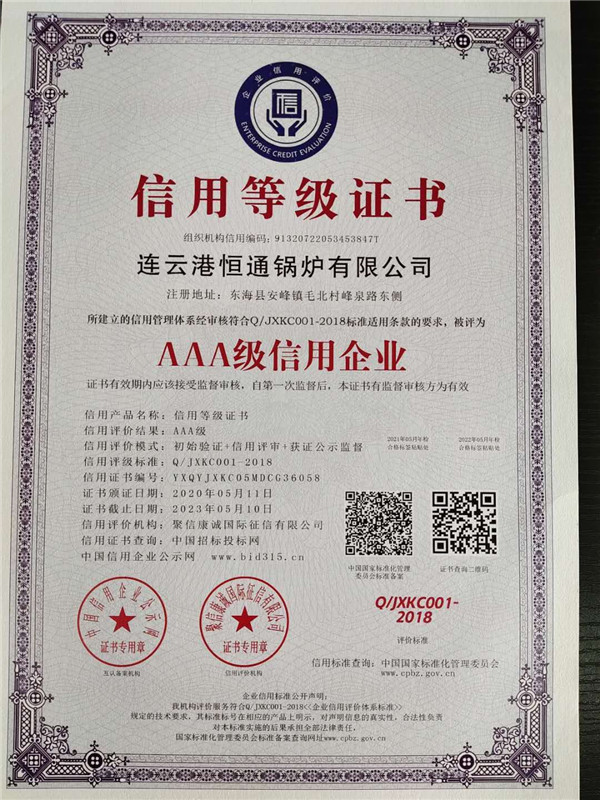 企业信用评价
信
ENTERPRISE CREDIT EVALUATION
信用等级证书
组织机构信用编码：91320722053453847T
连云港恒通锅炉有限公司
注册地址：东海县安峰镇毛北村峰泉路东侧
所建立的信用管理体系经审核符合Q/JXKC001-2018标准适用条款的要求，被评为
AAA级信用企业
证书有效期内应该接受监督审核，自第一次监督后，本证书有监督审核方为有效
信用产品名称：信用等级证书
信用评价结果：AAA级
信用评价模式：初始验证+信用评审+获证公示监督
信用评级标准：Q/JXKC001-2018
信用证书编号：YXQYJXKC05MDCG36058
证书颁证日期：2020年05月11日
证书截止日期：2023年05月10日
信用评价机构：聚信康诚国际征信有限公司
信用证书查询：中国招标投标网
中国信用企业公示网 www.bid315.cn
2021年05月年检
合格标签粘贴处
2022年05月年检
合格标签粘贴处
中国国家标准化管理
委员会标准备案
证书查询二维码
中国信用企业公示网
证书专用章
互认备案机构
聚信康诚国际征信有限公司
证书专用章
信用评价机构
Q/JXKC001-
2018
评价标准
信用标准查询：中国国家标准化管理委员会
www.cpbz.gov.cn
企业信用标准公开声明：
我机构评价服务符合Q/JXKC001-2018<<企业信用评价体系标准>>
规定的技术要求，其标准标号在相应的产品上明示，对声明信息的真实性，合法性负责
对本标准实施的后果承担全部法律责任，
国家标准化管理委员会标准备案查询网址www.cpbz.gov.cn